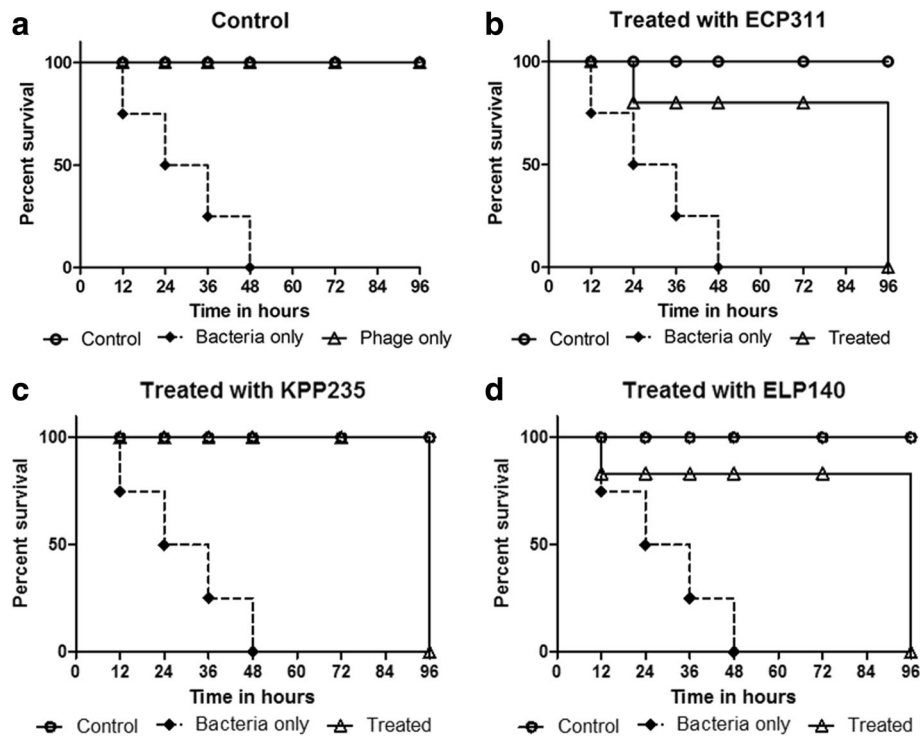 a Control
Percent survival
100
50
0
0 12 24 36 48 60 72 84 96
Time in hours
Control Bacteria only Phage only
b Treated with ECP311
Percent survival
100
50
0
0 12 24 36 48 60 72 84 96
Time in hours
Control Bacteria only Treated
c Treated with KPP235
Percent survival
100
50
0
0 12 24 36 48 60 72 84 96
Time in hours
Control Bacteria only Treated
d Treated with ELP140
Percent survival
100
50
0
0 12 24 36 48 60 72 84 96
Time in hours
Control Bacteria only Treated